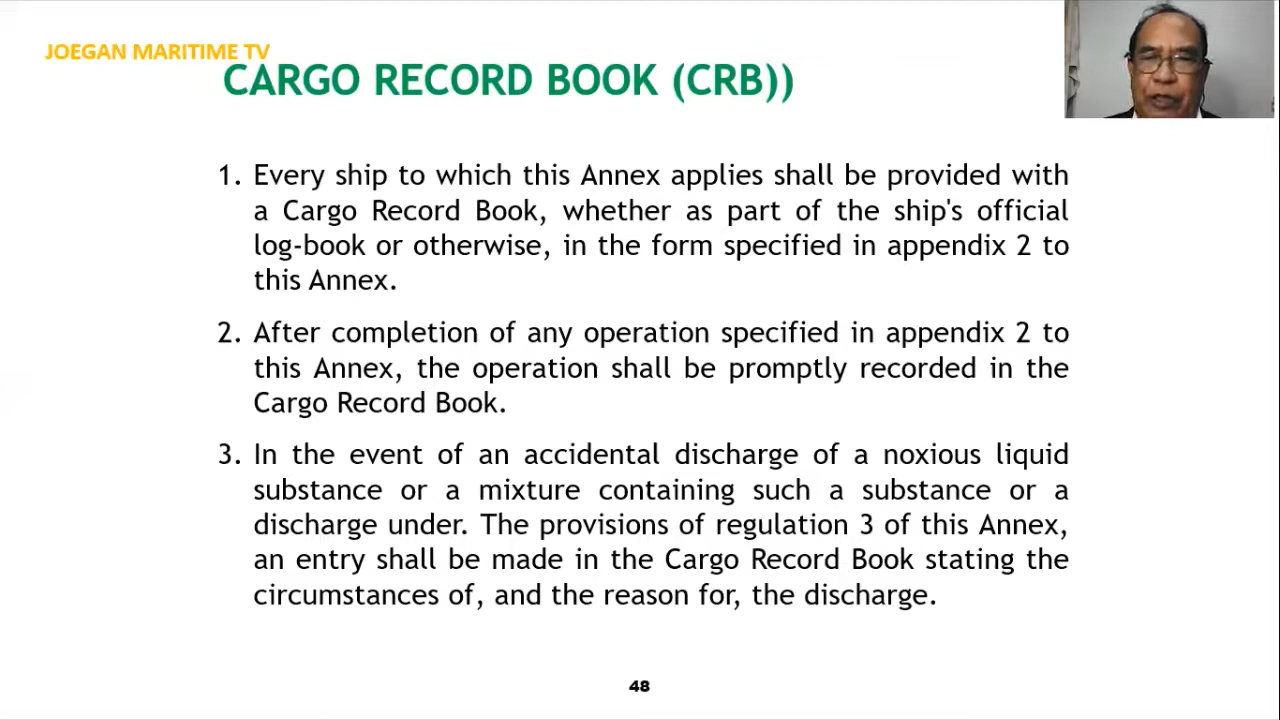 JOEGAN MARITIME TV
CARGO RECORD BOOK (CRB))
1. Every ship to which this Annex applies shall be provided with
a Cargo Record Book, whether as part of the ship's official
log-book or otherwise, in the form specified in appendix 2 to
this Annex.
2. After completion of any operation specified in appendix 2 to
this Annex, the operation shall be promptly recorded in the
Cargo Record Book.
3. In the event of an accidental discharge of a noxious liquid
substance or a mixture containing such a substance or a
discharge under. The provisions of regulation 3 of this Annex,
an entry shall be made in the Cargo Record Book stating the
circumstances of, and the reason for, the discharge.
48